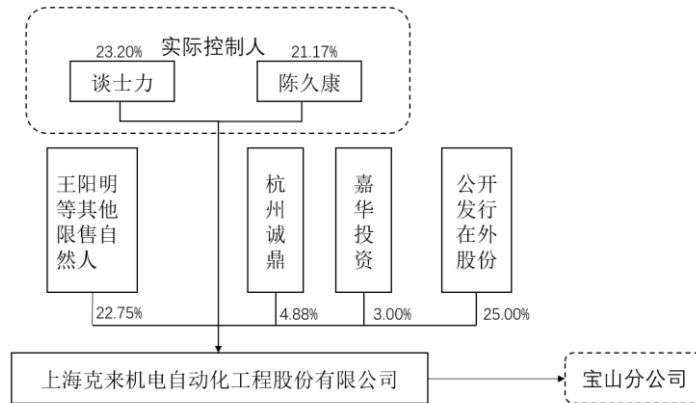 实际控制人
23.20%
21.17%
谈士力
陈久康
王阳明
等其他
限售自
然人
杭
州
诚
鼎
嘉
华
投
资
公开
发行
在外
股份
22.75%
4.88%
3.00%
25.00%
上海克来机电自动化工程股份有限公司
宝山分公司